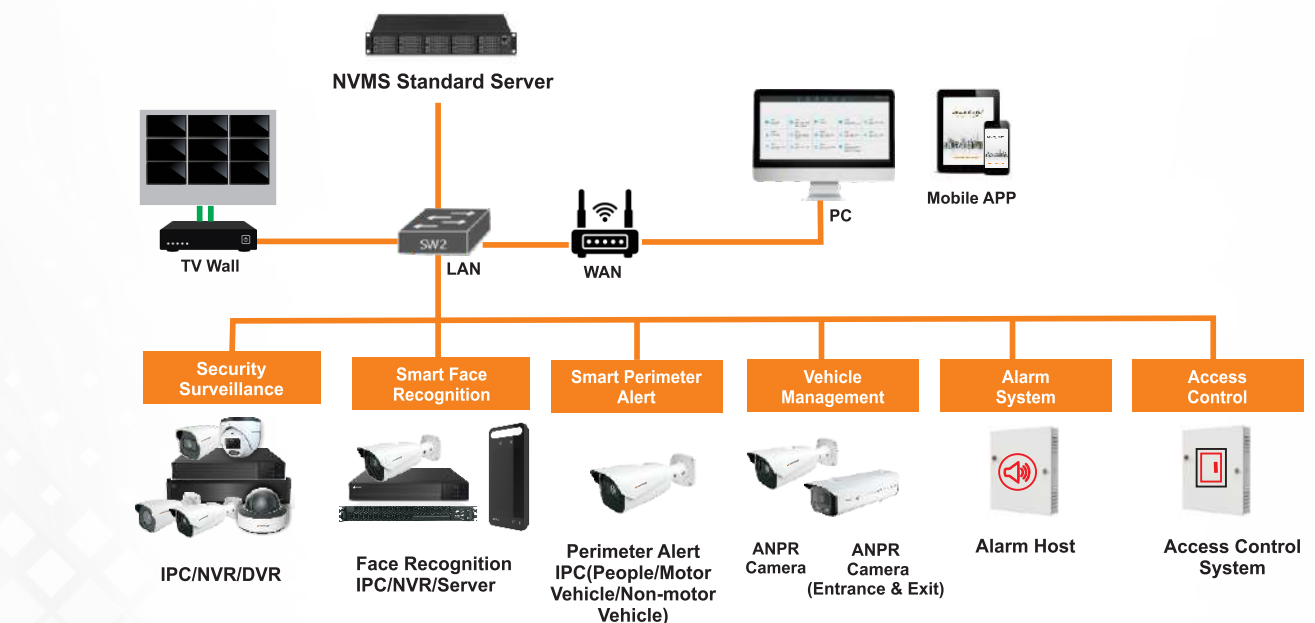 NVMS Standard Server
TV Wall
SW2
LAN
WAN
PC
Mobile APP
Security
Surveillance
Smart Face
Recognition
Smart Perimeter
Alert
Vehicle
Management
Alarm
System
Access
Control
IPC/NVR/DVR
Face Recognition
IPC/NVR/Server
Perimeter Alert
IPC(People/Motor
Vehicle/Non-motor
Vehicle)
ANPR
Camera
ANPR
Camera
(Entrance & Exit)
Alarm Host
Access Control
System